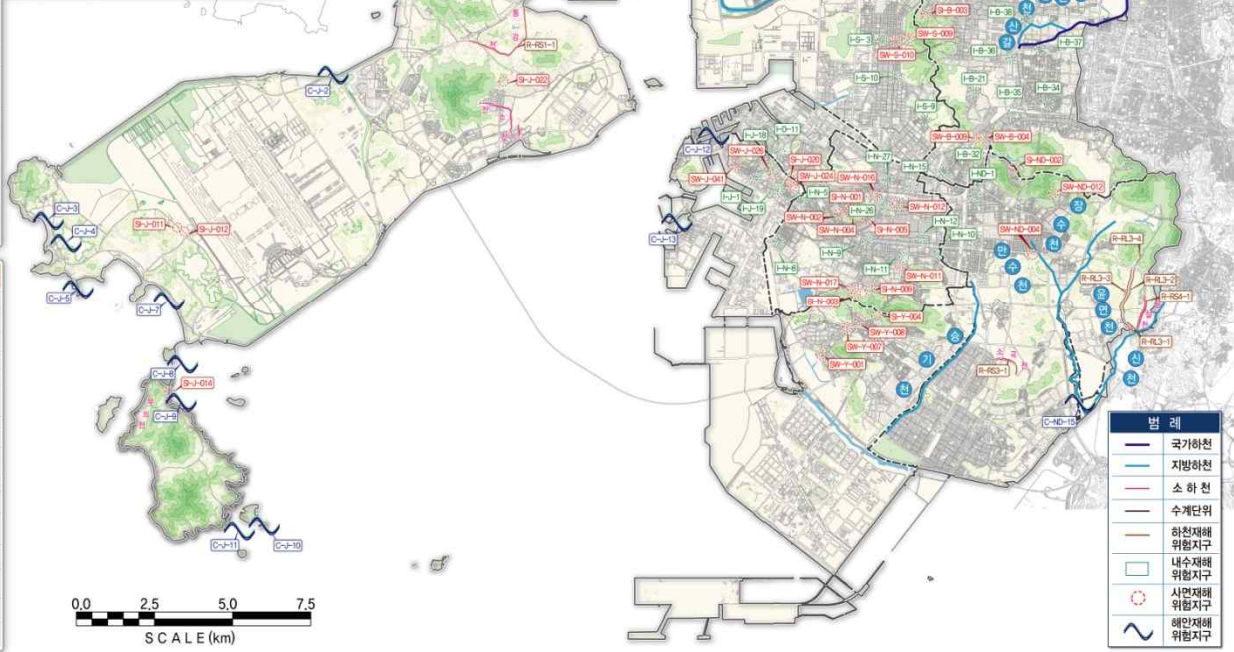 R-RS1-1
C-J-2
SI-J-022
C-J-3
C-J-4
SI-J-011
SI-J-012
C-J-5
C-J-7
C-J-8
SI-J-014
C-J-9
C-J-11
C-J-10
SI-B-003
I-B-38
천
산
갈
I-S-3
SW-S-009
SW-S-010
I-B-36
I-B-37
I-S-10
I-B-21
I-B-35
I-B-34
I-S-9
C-J-12
I-J-18
I-D-11
SW-B-009
SW-B-004
SW-J-028
SI-J-020
I-N-27
I-N-15
I-B-32
I-ND-1
SI-ND-002
SW-J-041
SW-J-024
SW-N-016
SW-ND-012
I-J-1
I-N-5
SI-N-001
I-J-19
SW-N-002
I-N-26
SW-N-012
장
수
천
C-J-13
SW-N-004
SI-N-005
I-N-12
I-N-10
SW-ND-004
R-RL3-4
만
수
천
I-N-6
I-N-9
I-N-11
SW-N-011
R-RL3-3
R-RL3-2
SW-N-017
SI-N-009
R-RS4-1
SI-N-003
SI-Y-004
운
연
천
SW-Y-008
R-RL3-1
SW-Y-007
승
기
천
SW-Y-001
R-RS3-1
신
천
C-ND-15
범 례
국가하천
지방하천
소 하 천
수계단위
하천재해
위험지구
내수재해
위험지구
사면재해
위험지구
해안재해
위험지구
0.0 2.5 5.0 7.5
SCALE(km)